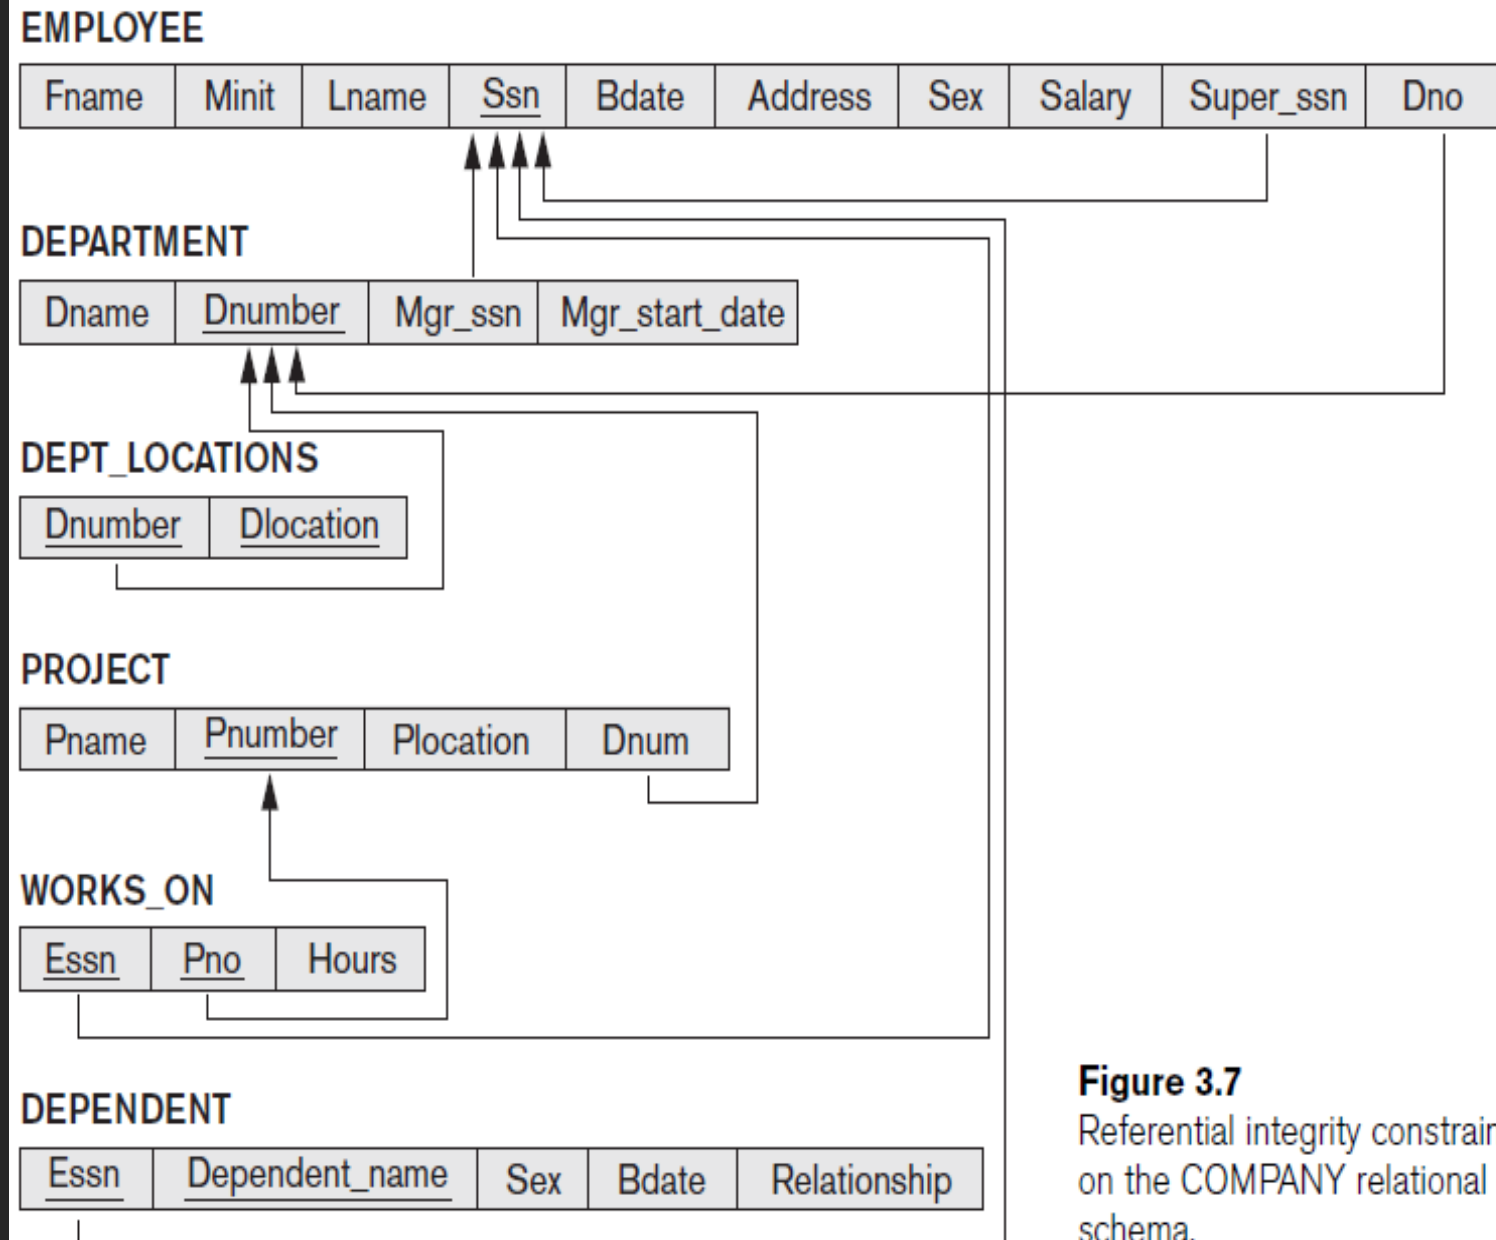 EMPLOYEE
Fname Minit Lname Ssn Bdate Address Sex Salary Super_ssn Dno
DEPARTMENT
Dname Dnumber Mgr_ssn Mgr_start_date
DEPT_LOCATIONS
Dnumber Dlocation
PROJECT
Pname Pnumber Plocation Dnum
WORKS_ON
Essn Pno Hours
DEPENDENT
Essn Dependent_name Sex Bdate Relationship
Figure 3.7
Referential integrity
on the COMPANY relational
schema.